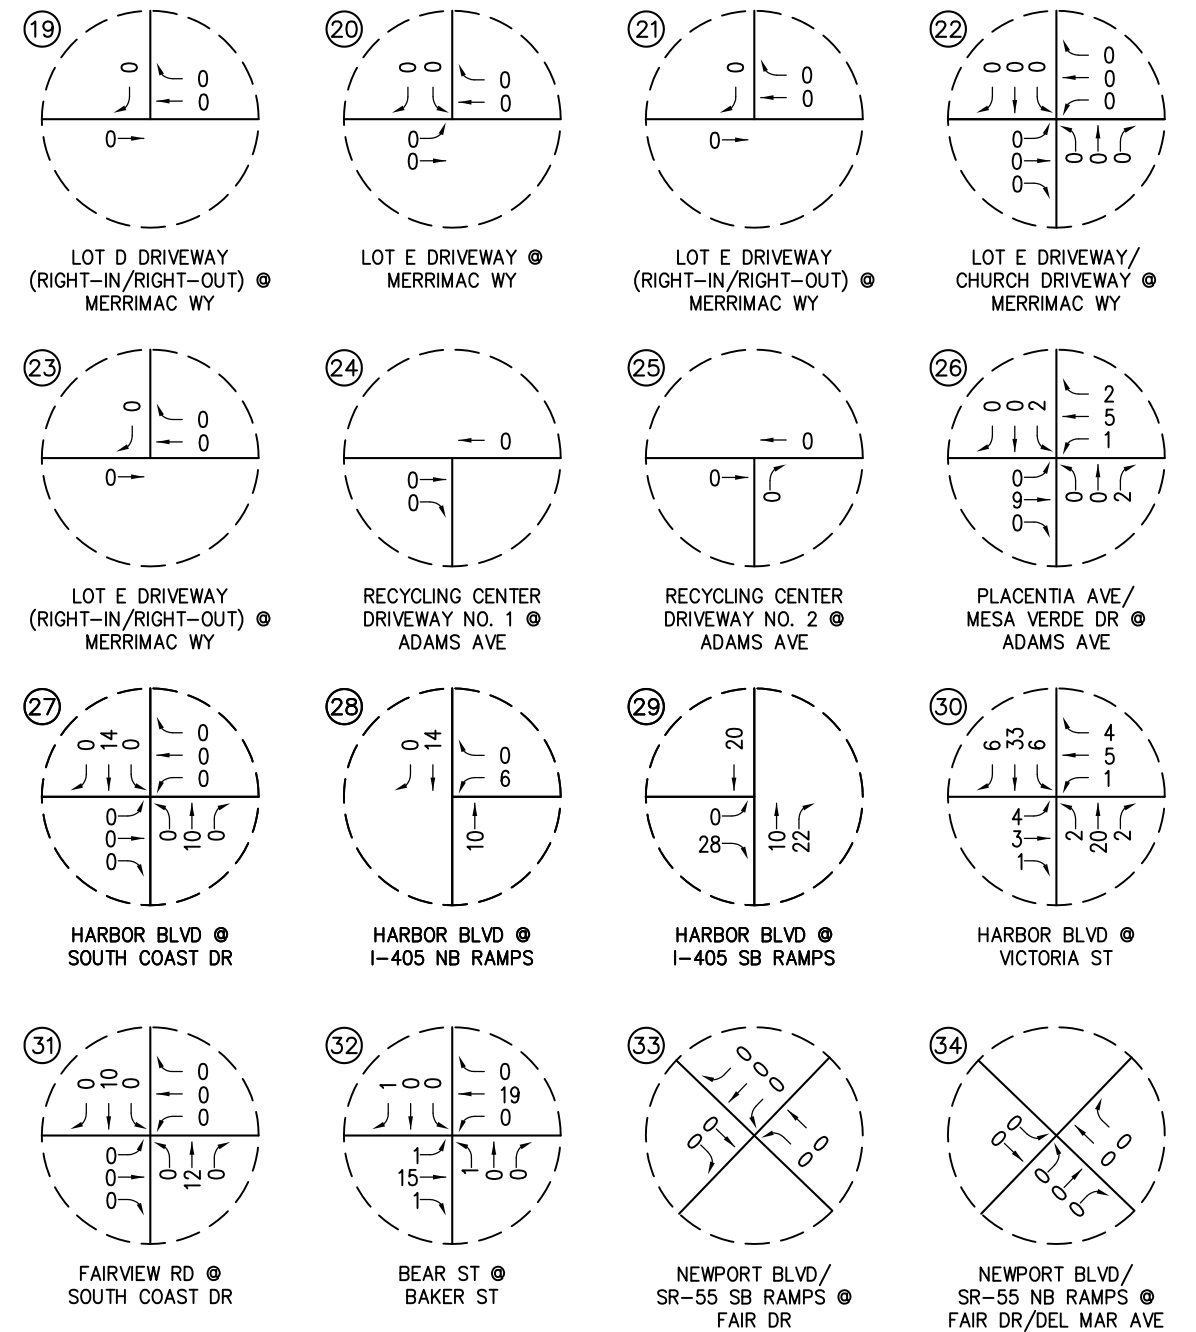 19
0
0
0
0
LOT D DRIVEWAY
(RIGHT-IN/RIGHT-OUT) @
MERRIMAC WY
20
0 0
0
0
0
0
LOT E DRIVEWAY @
MERRIMAC WY
21
0
0
0
0
LOT E DRIVEWAY
(RIGHT-IN/RIGHT-OUT) @
MERRIMAC WY
22
0 0 0
0
0
0
0
0
0
0 0 0
LOT E DRIVEWAY/
CHURCH DRIVEWAY @
MERRIMAC WY
23
0
0
0
0
LOT E DRIVEWAY
(RIGHT-IN/RIGHT-OUT) @
MERRIMAC WY
24
0
0
0
RECYCLING CENTER
DRIVEWAY NO. 1 @
ADAMS AVE
25
0
0
0
RECYCLING CENTER
DRIVEWAY NO. 2 @
ADAMS AVE
26
0 0 2
2
5
1
0
9
0
0 0 2
PLACENTIA AVE/
MESA VERDE DR @
ADAMS AVE
27
0 14 0
0
0
0
0
0
0
0 10 0
HARBOR BLVD @
SOUTH COAST DR
28
0 14
0
6
10
HARBOR BLVD @
I-405 NB RAMPS
29
20
0
28
10 22
HARBOR BLVD @
I-405 SB RAMPS
30
6 33 6
4
5
1
4
3
1
2 20 2
HARBOR BLVD @
VICTORIA ST
31
0 10 0
0
0
0
0
0
0
0 12 0
FAIRVIEW RD @
SOUTH COAST DR
32
1 0 0
0
19
0
1
15
1
1 0 0
BEAR ST @
BAKER ST
33
0 0 0
0
0
0
0
NEWPORT BLVD/
SR-55 SB RAMPS @
FAIR DR
34
0
0
0
0
0 0 0
NEWPORT BLVD/
SR-55 NB RAMPS @
FAIR DR/DEL MAR AVE